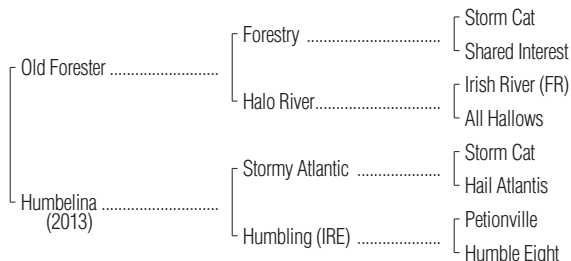 Storm Cat
Forestry ..............................
Shared Interest
Old Forester ........................
Irish River (FR)
Halo River............................
All Hallows
Storm Cat
Stormy Atlantic ....................
Hail Atlantis
Humbelina ..........................
(2013)
Petionville
Humbling (IRE) ....................
Humble Eight